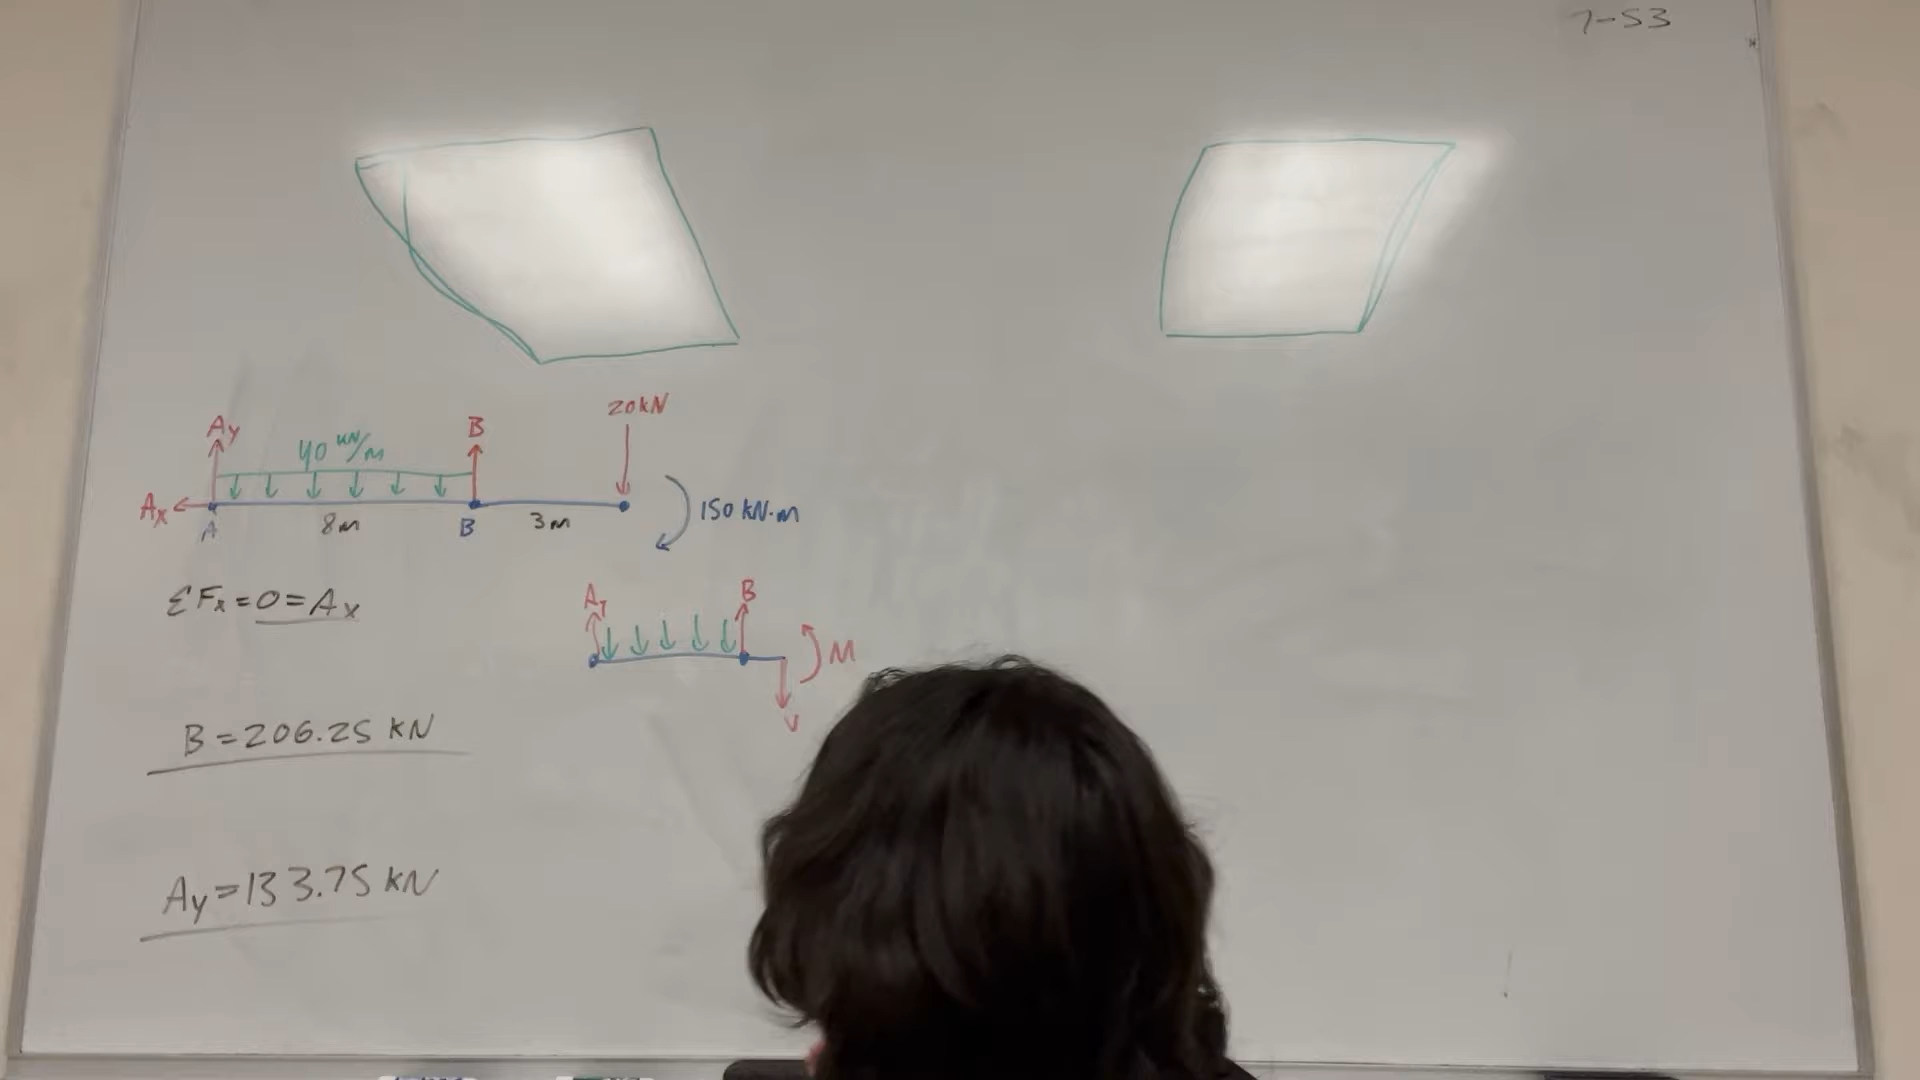 7-53
20kN
Ay
40 kN/m
B
Ax
A
8m
B
3m
150 kN·m
ΣFx=0=Ax
Ay
B
M
V
B=206.25 kN
Ay=133.75 kN